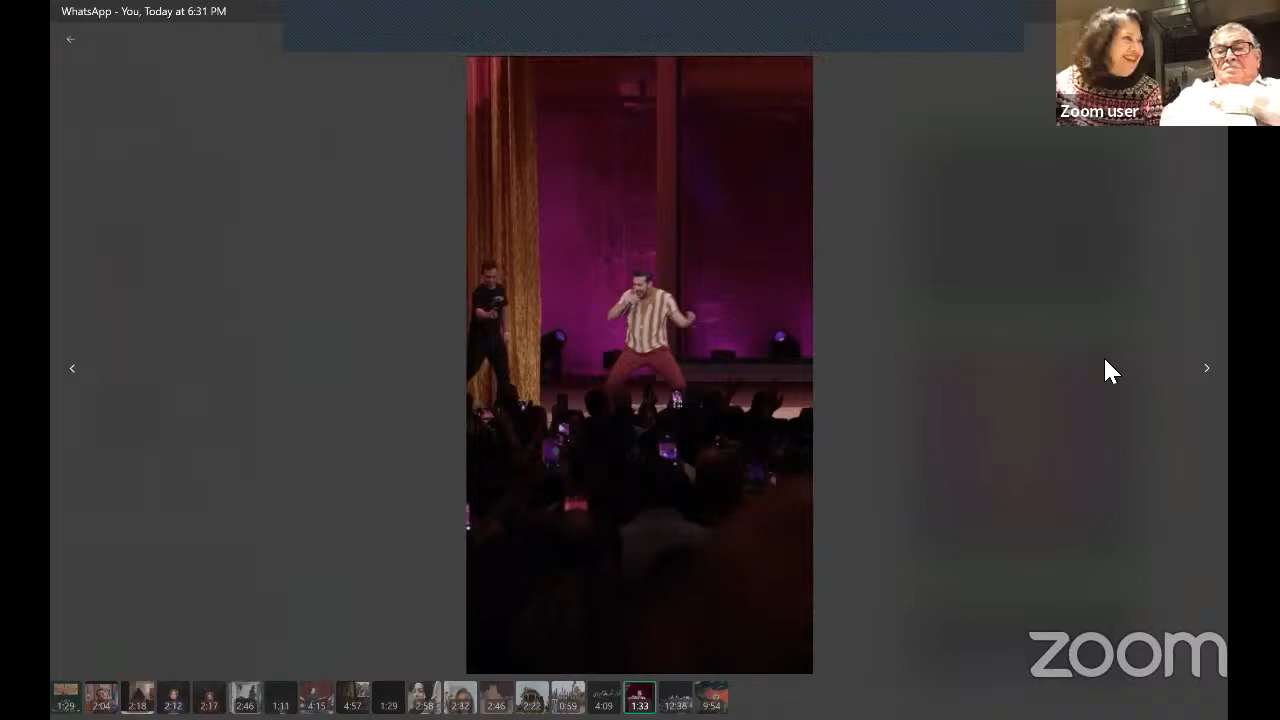 WhatsApp - You, Today at 6:31 PM
Zoom user
zoom
1:29 2:04 2:18 2:12 2:17 2:46 1:11 4:15 4:57 1:29 2:58 2:32 2:46 2:22 0:59 4:09 1:33 12:38 9:54